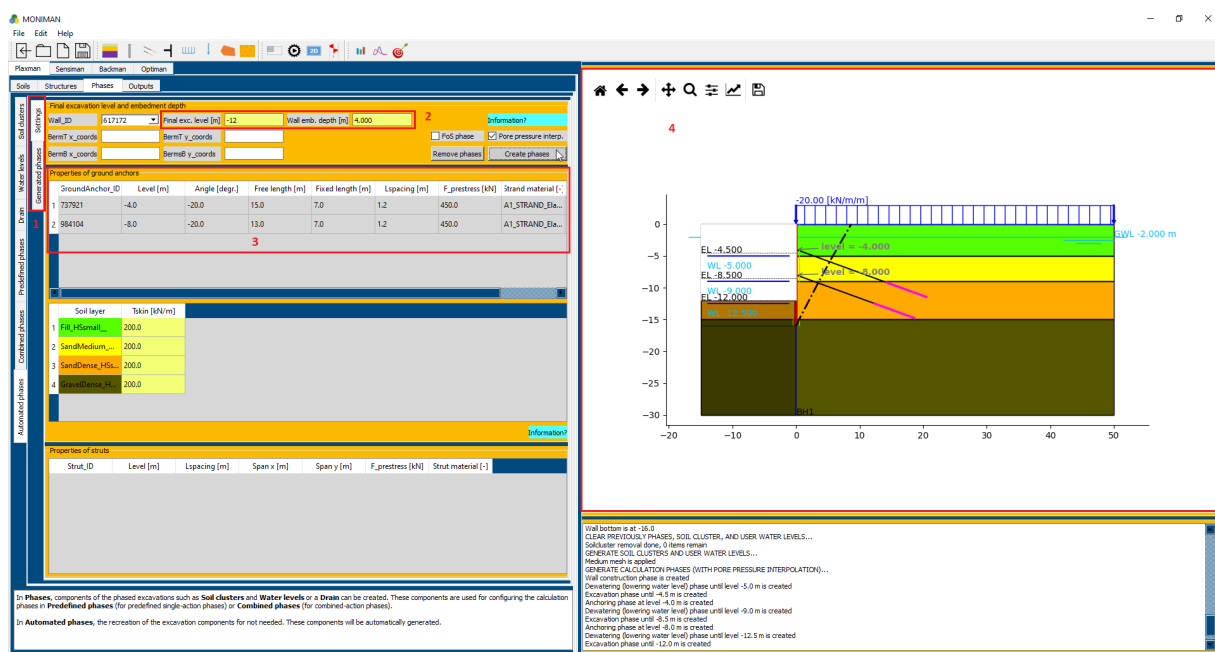 MONIMAN
File Edit Help
2D
Plaxman Sensiman Backman Optiman
Soils Structures Phases Outputs
Soil clusters
Water levels
Drain
Predefined phases
Combined phases
Automated phases
Settings
Generated phases
1
Final excavation level and embedment depth
Wall_ID 617172 Final exc. level [m] -12 Wall emb. depth [m] 4.000 2 Information?
BermT x_coords BermT y_coords FoS phase Pore pressure interp.
BermB x_coords BermsB y_coords Remove phases Create phases
Properties of ground anchors
GroundAnchor_ID Level [m] Angle [degr.] Free length [m] Fixed length [m] Lspacing [m] F_prestress [kN] Strand material [-]
1 737921 -4.0 -20.0 15.0 7.0 1.2 450.0 A1_STRAND_Ela...
2 984104 -8.0 -20.0 13.0 7.0 1.2 450.0 A1_STRAND_Ela...
3
Soil layer Tskin [kN/m]
1 Fill_HSsmall__ 200.0
2 SandMedium_... 200.0
3 SandDense_HSs... 200.0
4 GravelDense_H... 200.0
Information?
Properties of struts
Strut_ID Level [m] Lspacing [m] Span x [m] Span y [m] F_prestress [kN] Strut material [-]
In Phases, components of the phased excavations such as Soil clusters and Water levels or a Drain can be created. These components are used for configuring the calculation
phases in Predefined phases (for predefined single-action phases) or Combined phases (for combined-action phases).
In Automated phases, the recreation of the excavation components for not needed. These components will be automatically generated.
4
-20.00 [kN/m/m]
GWL -2.000 m
level = -4.000
EL -4.500
WL -5.000
level = -8.000
EL -8.500
WL -9.000
EL -12.000
WL -12.500
BH1
0
−5
−10
−15
−20
−25
−30
−20 −10 0 10 20 30 40 50
Wall bottom is at -16.0
CLEAR PREVIOUSLY PHASES, SOIL CLUSTER, AND USER WATER LEVELS...
Soilcluster removal done, 0 items remain
GENERATE SOIL CLUSTERS AND USER WATER LEVELS...
Medium mesh is applied
GENERATE CALCULATION PHASES (WITH PORE PRESSURE INTERPOLATION)...
Wall construction phase is created
Dewatering (lowering water level) phase until level -5.0 m is created
Excavation phase until -4.5 m is created
Anchoring phase at level -4.0 m is created
Dewatering (lowering water level) phase until level -9.0 m is created
Excavation phase until -8.5 m is created
Anchoring phase at level -8.0 m is created
Dewatering (lowering water level) phase until level -12.5 m is created
Excavation phase until -12.0 m is created